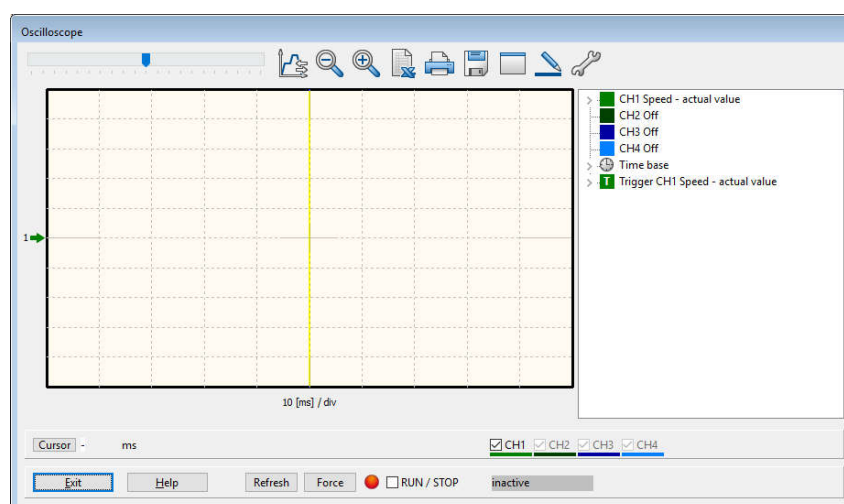 Oscilloscope
CH1 Speed - actual value
CH2 Off
CH3 Off
CH4 Off
Time base
T Trigger CH1 Speed - actual value
1
10 [ms] / div
Cursor - ms CH1 CH2 CH3 CH4
Exit Help Refresh Force RUN / STOP inactive